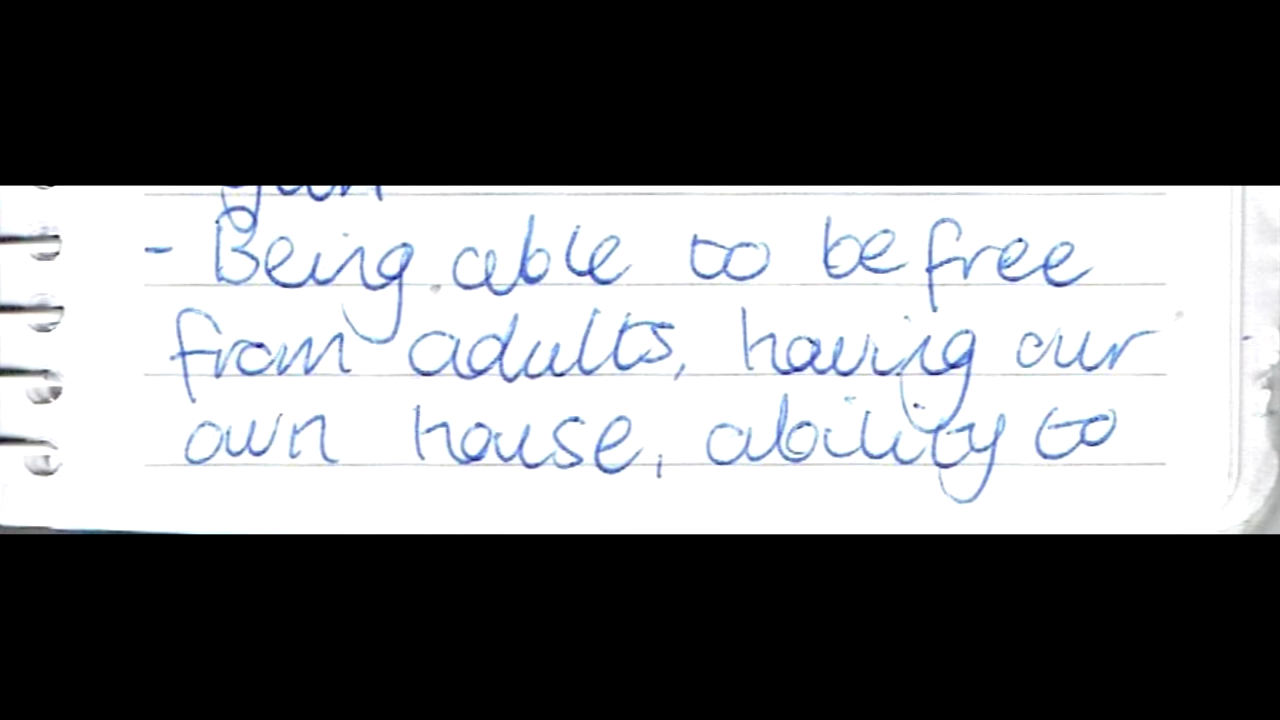 - Being able to be free
from adults, having our
own house, ability to